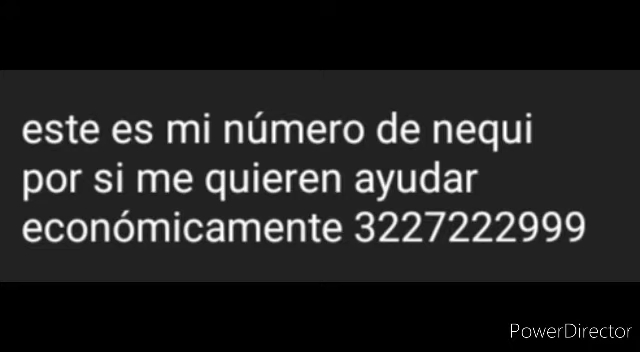 este es mi número de nequi
por si me quieren ayudar
económicamente 3227222999
PowerDirector